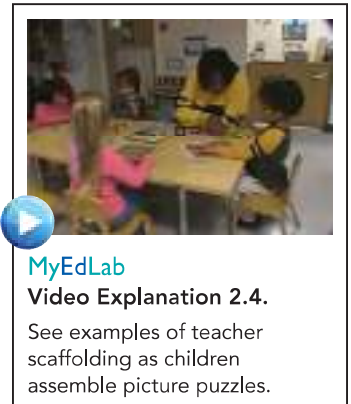 MyEdLab
Video Explanation 2.4.
See examples of teacher
scaffolding as children
assemble picture puzzles.